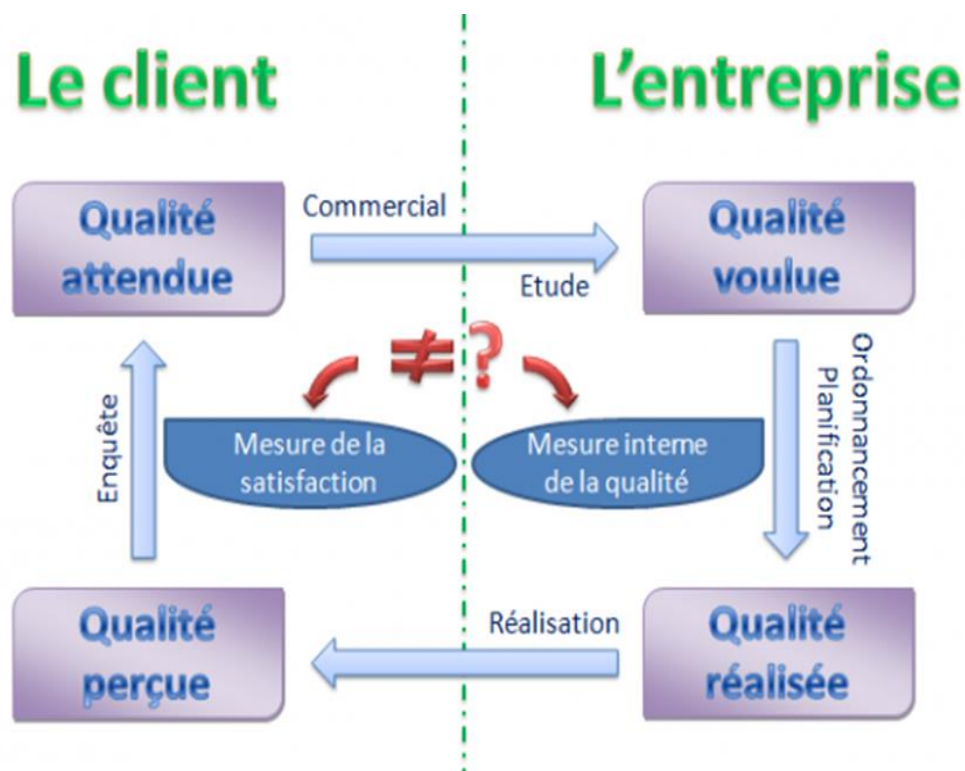 Le client
L'entreprise
Qualité
attendue
Commercial
Etude
Qualité
voulue
≠ ?
Enquête
Mesure de la
satisfaction
Mesure interne
de la qualité
Ordonnancement
Planification
Qualité
perçue
Réalisation
Qualité
réalisée